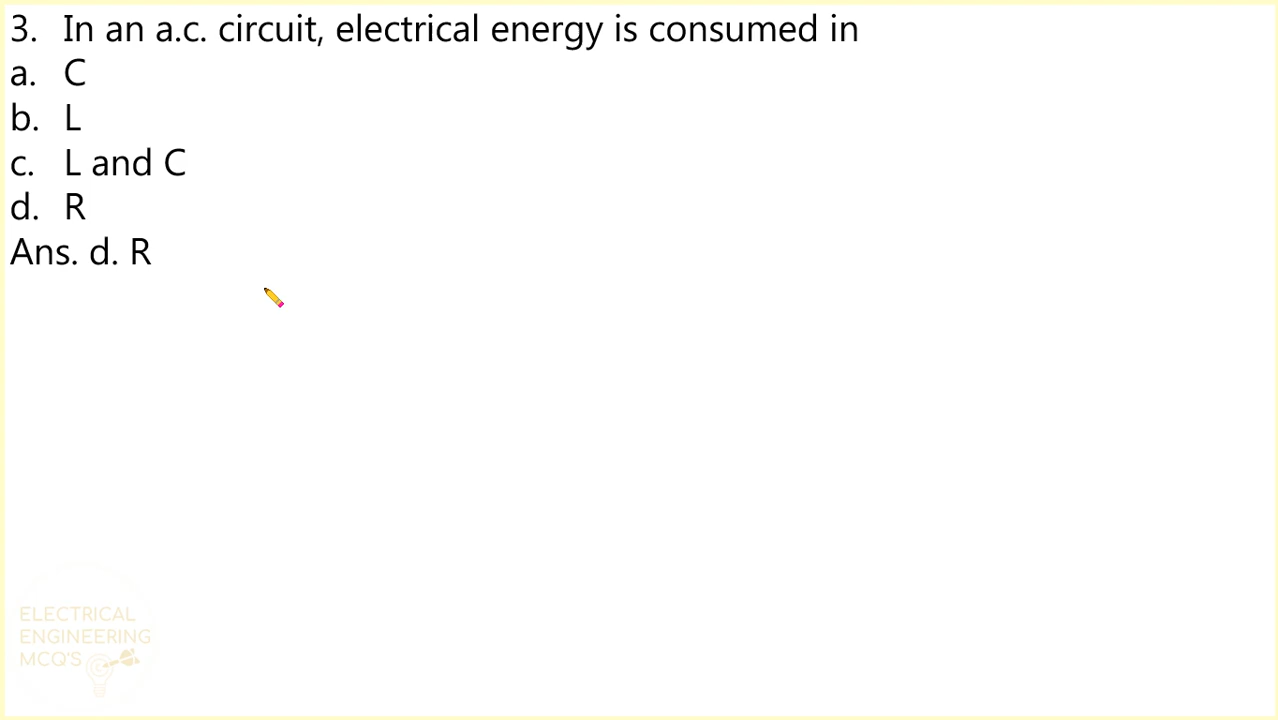 3. In an a.c. circuit, electrical energy is consumed in
a. C
b. L
c. L and C
d. R
Ans. d. R
ELECTRICAL
ENGINEERING
MCQ'S